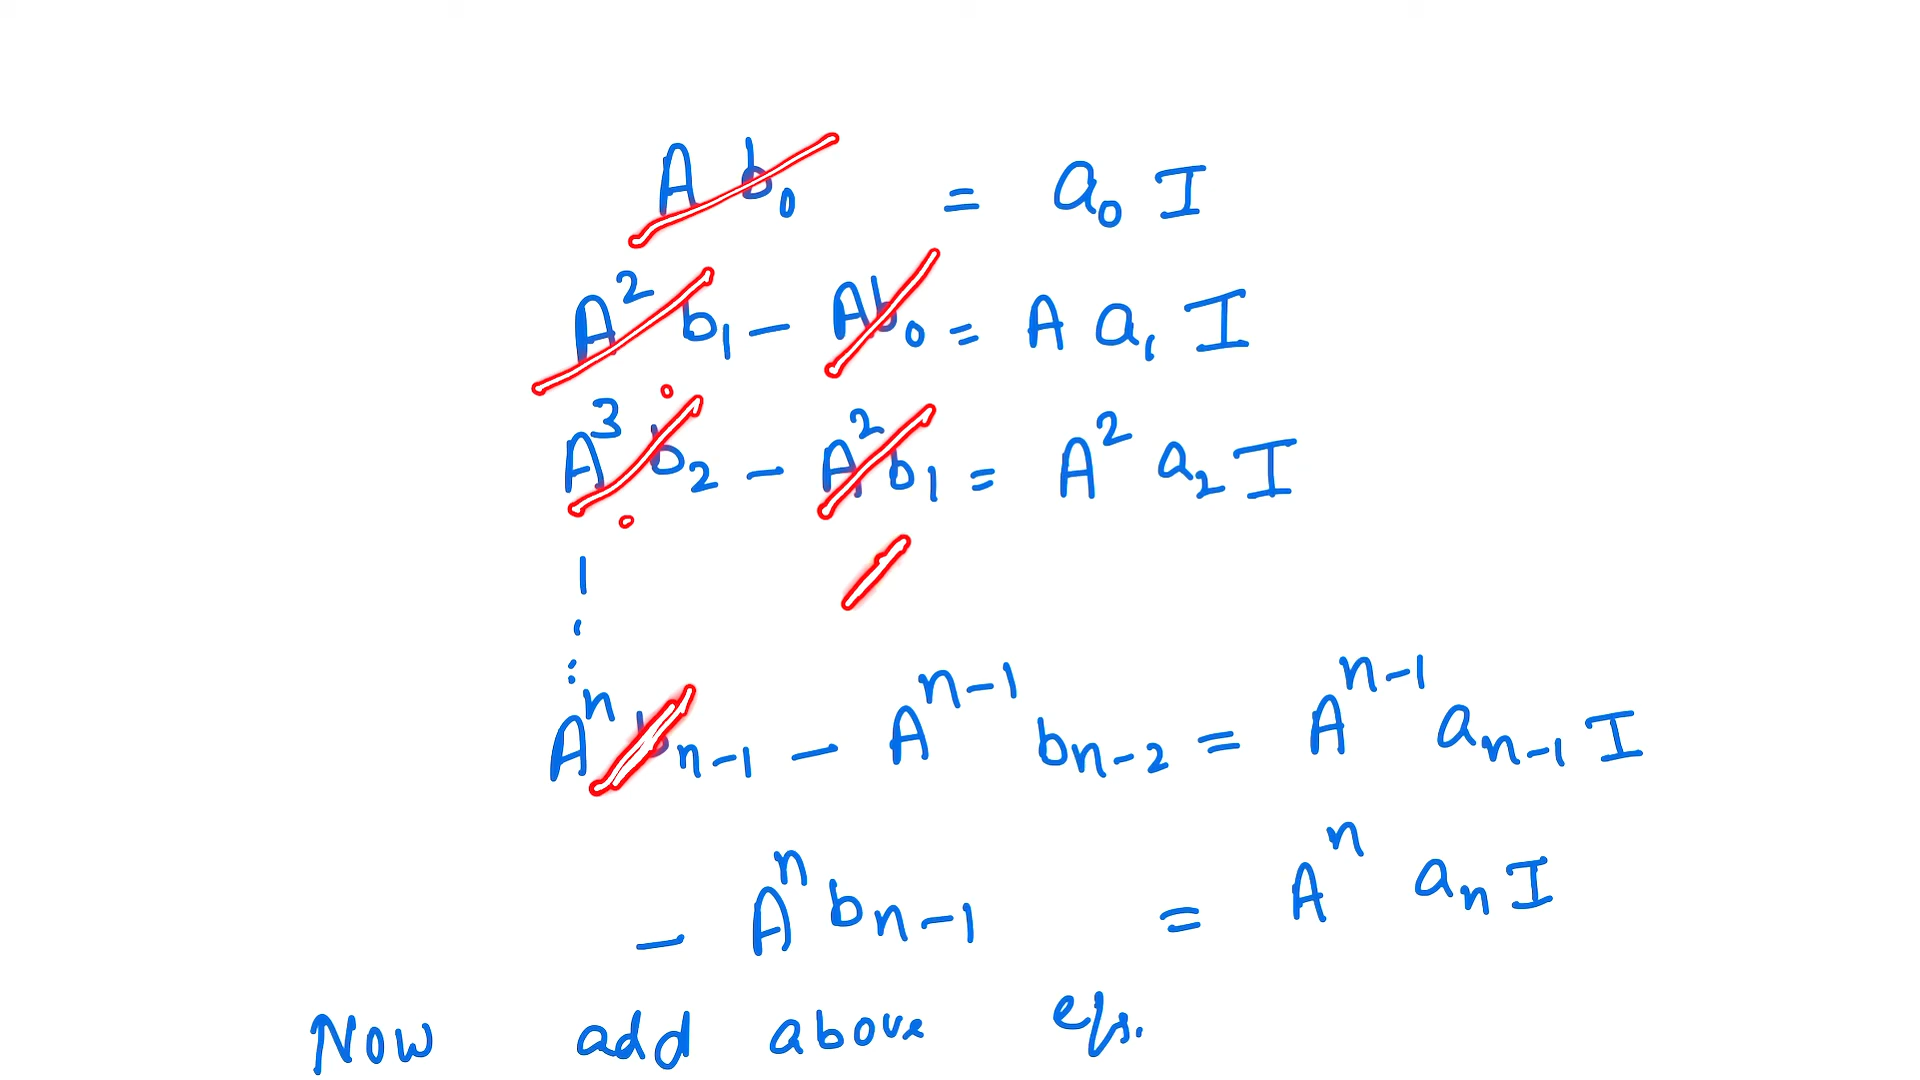 A b₀ = a₀ I
A² b₁ – Ab₀ = A a₁ I
A³ b₂ – A² b₁ = A² a₂ I
Aⁿ bₙ₋₁ – Aⁿ⁻¹ bₙ₋₂ = Aⁿ⁻¹ aₙ₋₁ I
– Aⁿ bₙ₋₁ = Aⁿ aₙ I
Now add above eqs.